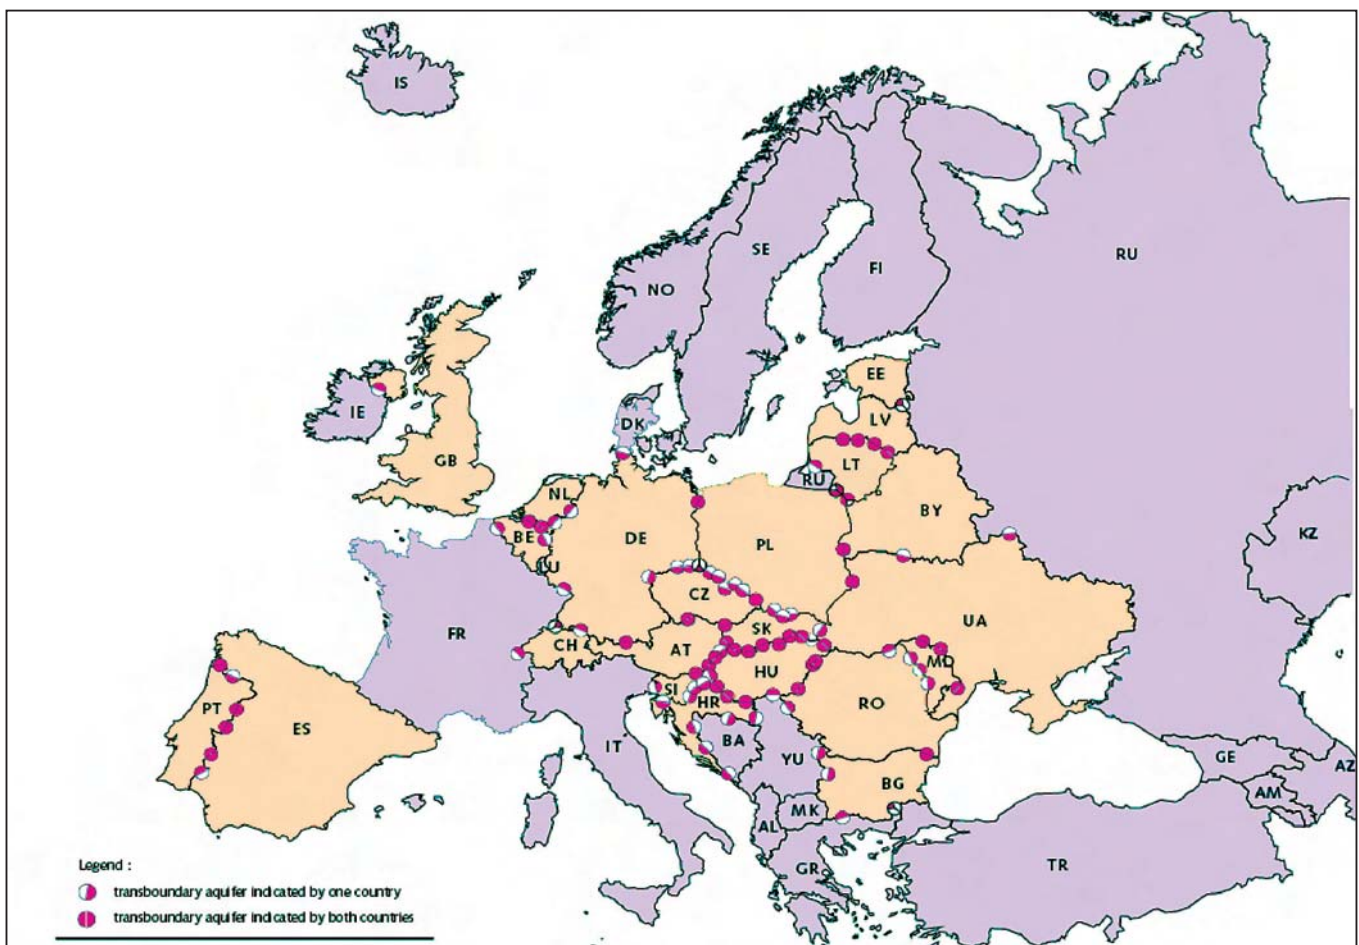 IS
SE
RU
FI
NO
EE
IE
DK
LV
GB
LT
RU
NL
BY
BE
DE
PL
KZ
LU
CZ
UA
FR
SK
CH
AT
MD
HU
SI
RO
PT
HR
ES
IT
BA
YU
GE
AZ
BG
AM
MK
AL
TR
GR
Legend :
transboundary aquifer indicated by one country
transboundary aquifer indicated by both countries